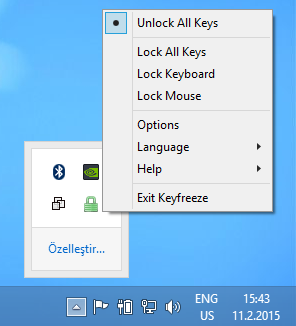 Unlock All Keys
Lock All Keys
Lock Keyboard
Lock Mouse
Options
Language
Help
Exit Keyfreeze
Özelleştir...
ENG 15:43
US 11.2.2015